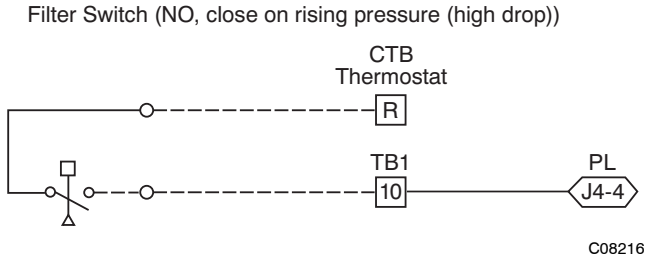 Filter Switch (NO, close on rising pressure (high drop))
CTB
Thermostat
R
TB1
PL
10
J4-4
C08216